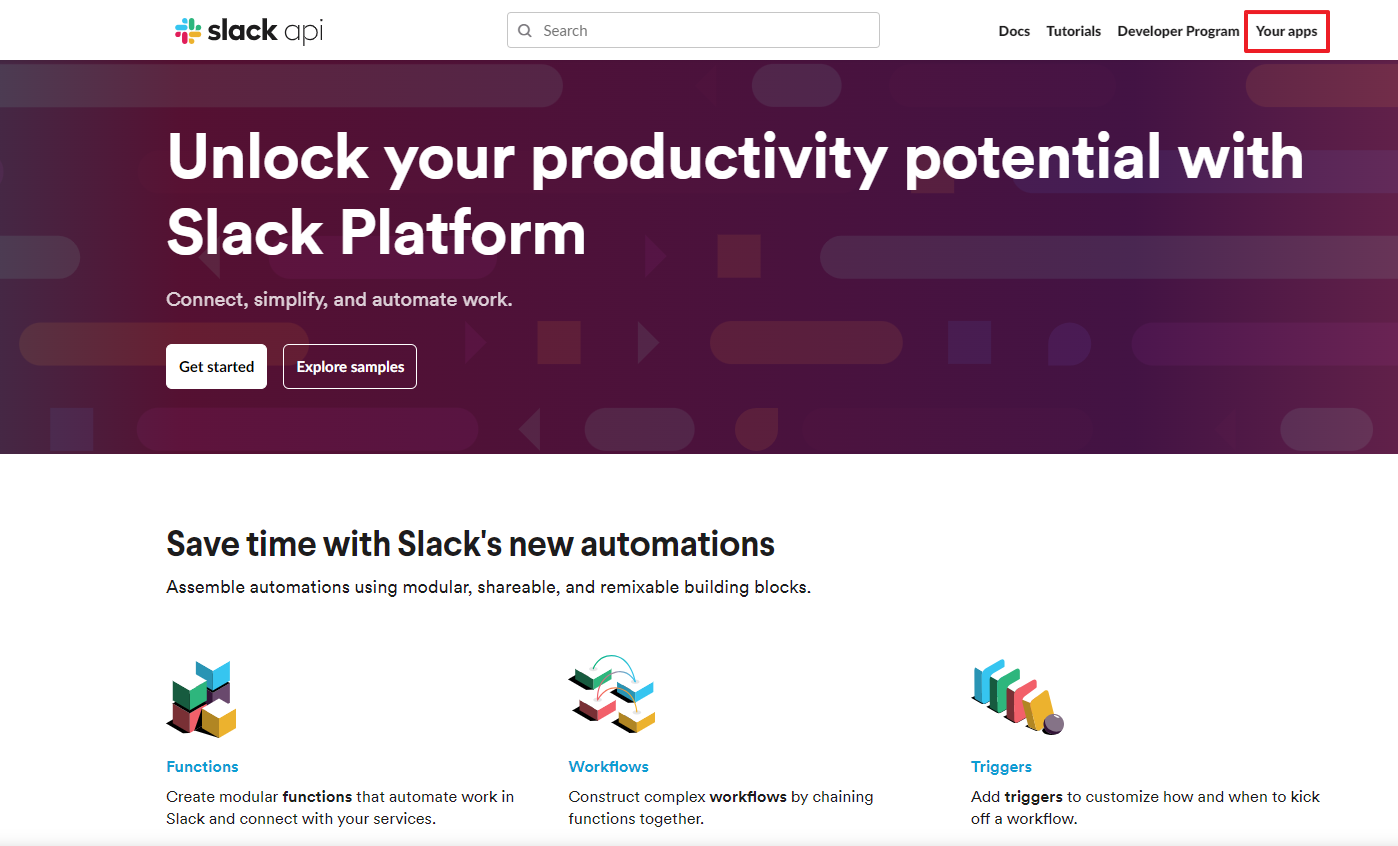 slack api
Search
Docs
Tutorials
Developer Program
Your apps
Unlock your productivity potential with
Slack Platform
Connect, simplify, and automate work.
Get started
Explore samples
Save time with Slack's new automations
Assemble automations using modular, shareable, and remixable building blocks.
Functions
Create modular functions that automate work in
Slack and connect with your services.
Workflows
Construct complex workflows by chaining
functions together.
Triggers
Add triggers to customize how and when to kick
off a workflow.